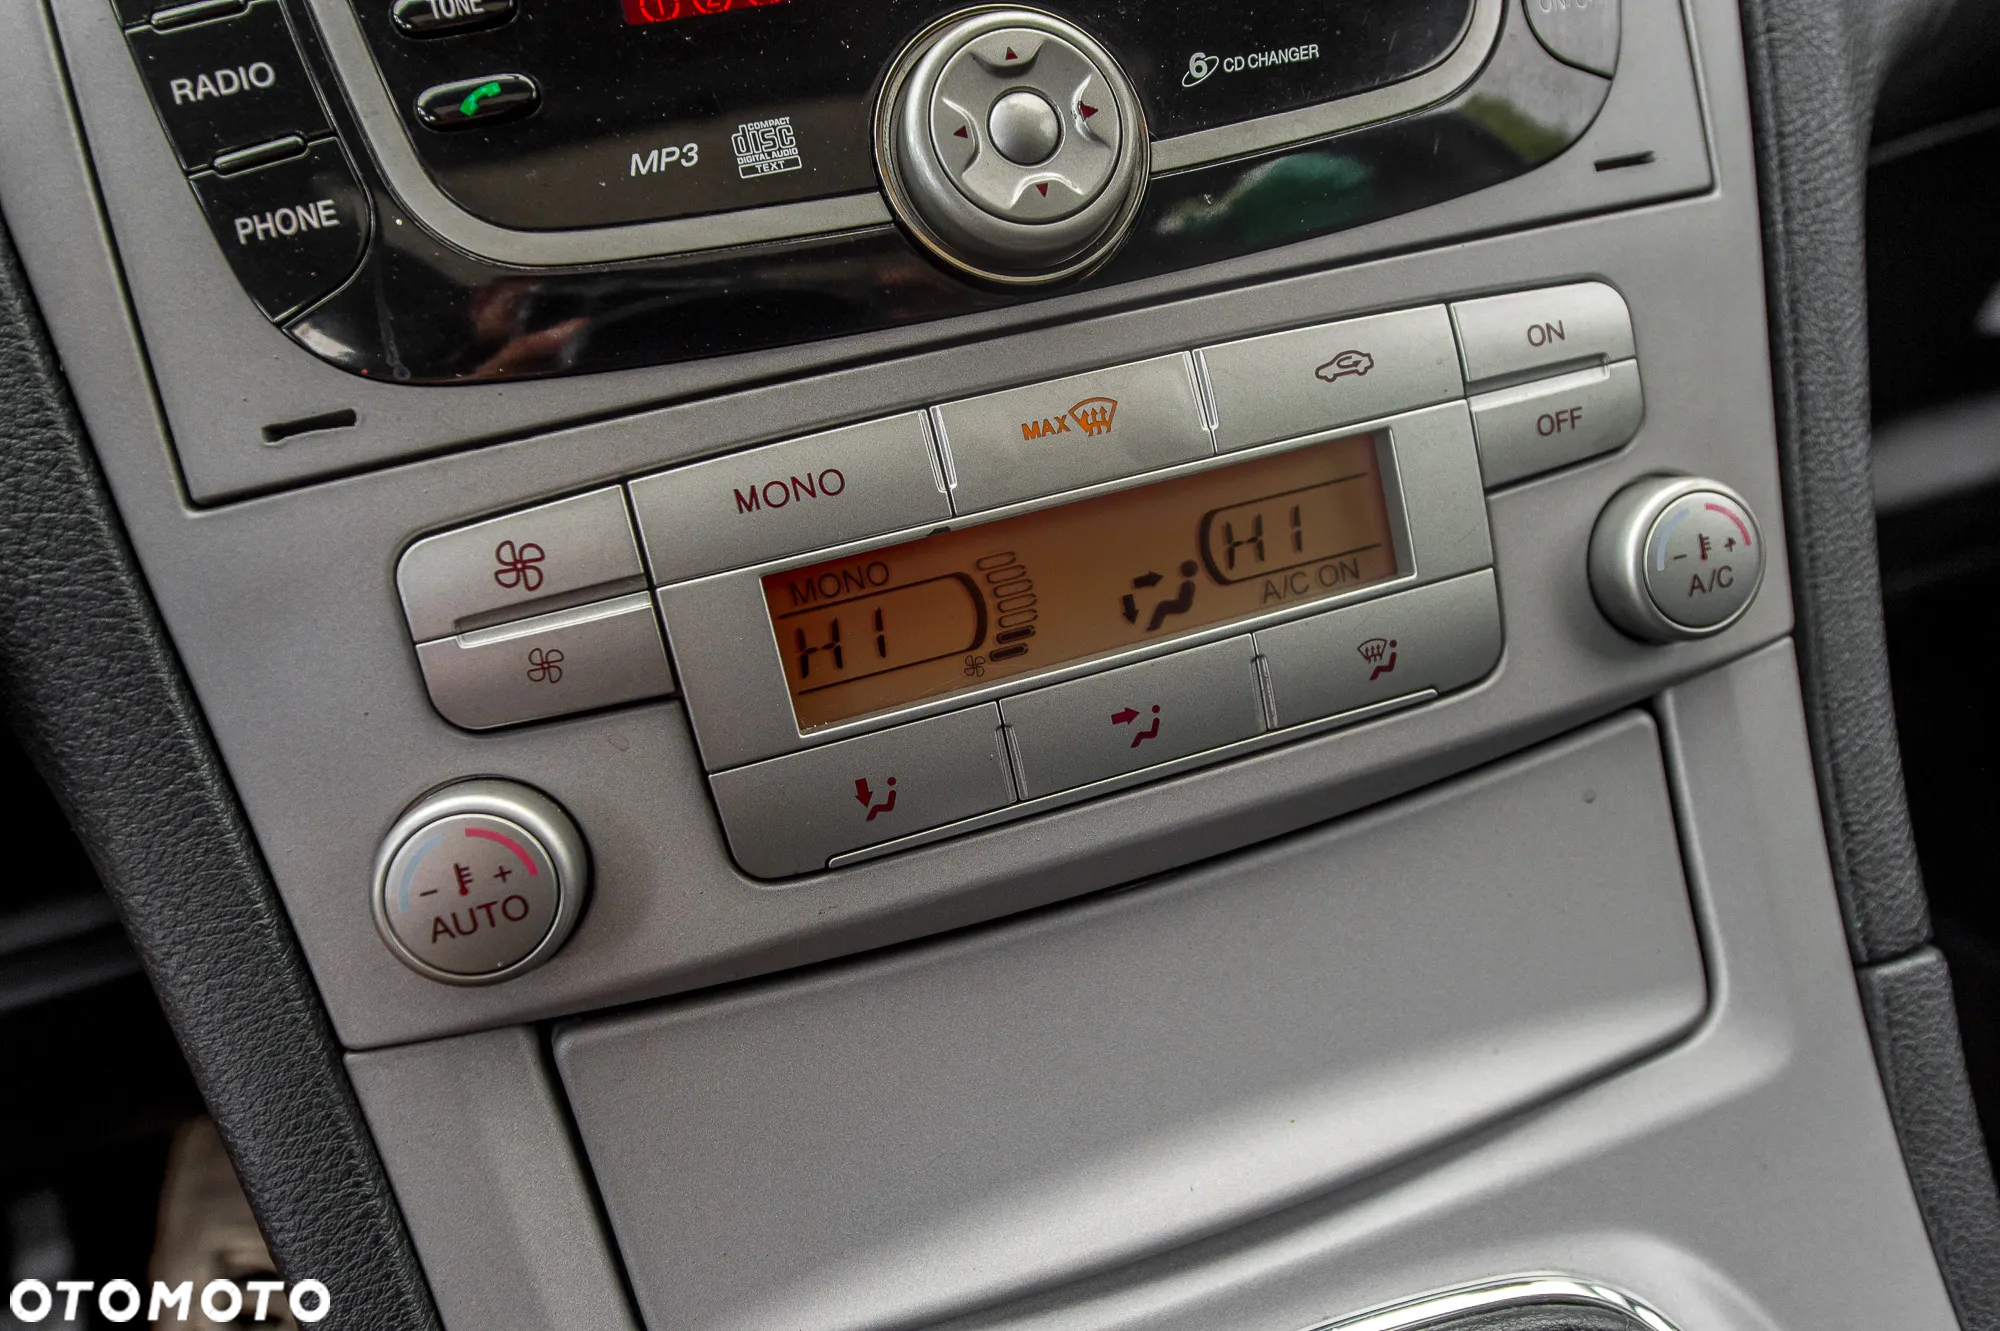 TONE
RADIO
6 CD CHANGER
MP3
COMPACT
disc
DIGITAL AUDIO
TEXT
PHONE
ON
OFF
MAX
MONO
MONO
HI
HI
A/C ON
- +
A/C
- +
AUTO
OTOMOTO